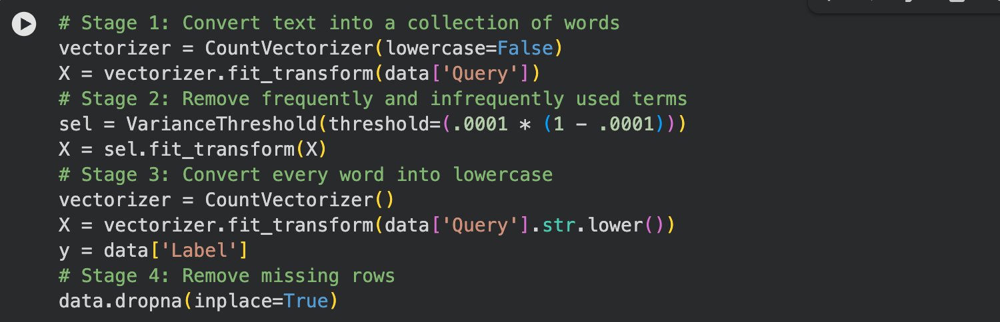 # Stage 1: Convert text into a collection of words
vectorizer = CountVectorizer(lowercase=False)
X = vectorizer.fit_transform(data['Query'])
# Stage 2: Remove frequently and infrequently used terms
sel = VarianceThreshold(threshold=(.0001 * (1 - .0001)))
X = sel.fit_transform(X)
# Stage 3: Convert every word into lowercase
vectorizer = CountVectorizer()
X = vectorizer.fit_transform(data['Query'].str.lower())
y = data['Label']
# Stage 4: Remove missing rows
data.dropna(inplace=True)